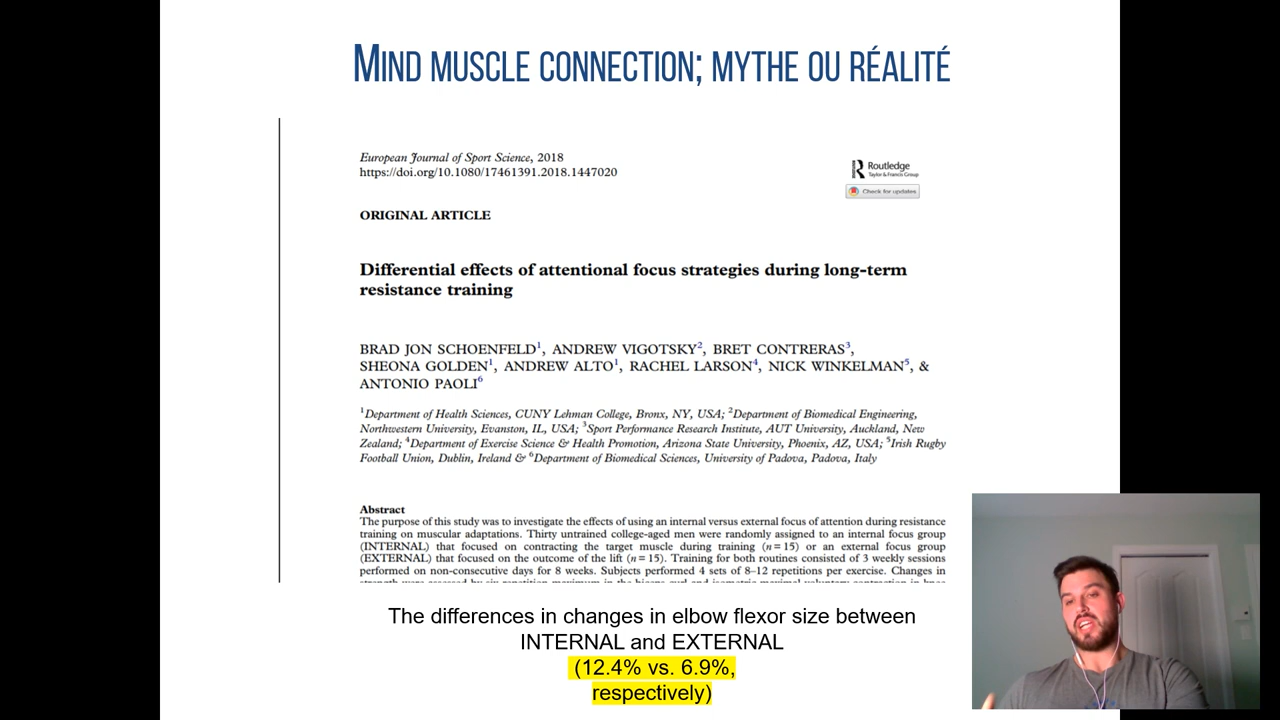 MIND MUSCLE CONNECTION; MYTHE OU RÉALITÉ
European Journal of Sport Science, 2018
https://doi.org/10.1080/17461391.2018.1447020
Routledge
Taylor & Francis Group
Check for updates
ORIGINAL ARTICLE
Differential effects of attentional focus strategies during long-term
resistance training
BRAD JON SCHOENFELD1, ANDREW VIGOTSKY2, BRET CONTRERAS3,
SHEONA GOLDEN1, ANDREW ALTO1, RACHEL LARSON4, NICK WINKELMAN5, &
ANTONIO PAOLI6
1Department of Health Sciences, CUNY Lehman College, Bronx, NY, USA; 2Department of Biomedical Engineering,
Northwestern University, Evanston, IL, USA; 3Sport Performance Research Institute, AUT University, Auckland, New
Zealand; 4Department of Exercise Science & Health Promotion, Arizona State University, Phoenix, AZ, USA; 5Irish Rugby
Football Union, Dublin, Ireland & 6Department of Biomedical Sciences, University of Padova, Padova, Italy
Abstract
The purpose of this study was to investigate the effects of using an internal versus external focus of attention during resistance
training on muscular adaptations. Thirty untrained college-aged men were randomly assigned to an internal focus group
(INTERNAL) that focused on contracting the target muscle during training (n=15) or an external focus group
(EXTERNAL) that focused on the outcome of the lift (n=15). Training for both routines consisted of 3 weekly sessions
performed on non-consecutive days for 8 weeks. Subjects performed 4 sets of 8–12 repetitions per exercise. Changes in
The differences in changes in elbow flexor size between
INTERNAL and EXTERNAL
(12.4% vs. 6.9%,
respectively)